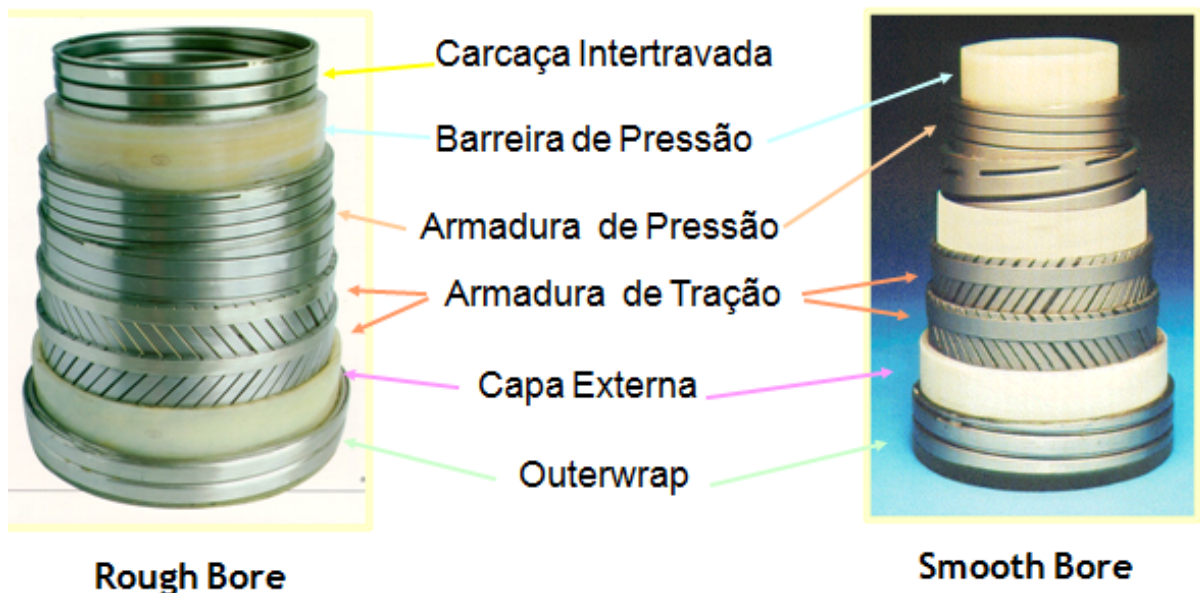 Carcaça Intertravada
Barreira de Pressão
Armadura de Pressão
Armadura de Tração
Capa Externa
Outerwrap
Rough Bore
Smooth Bore